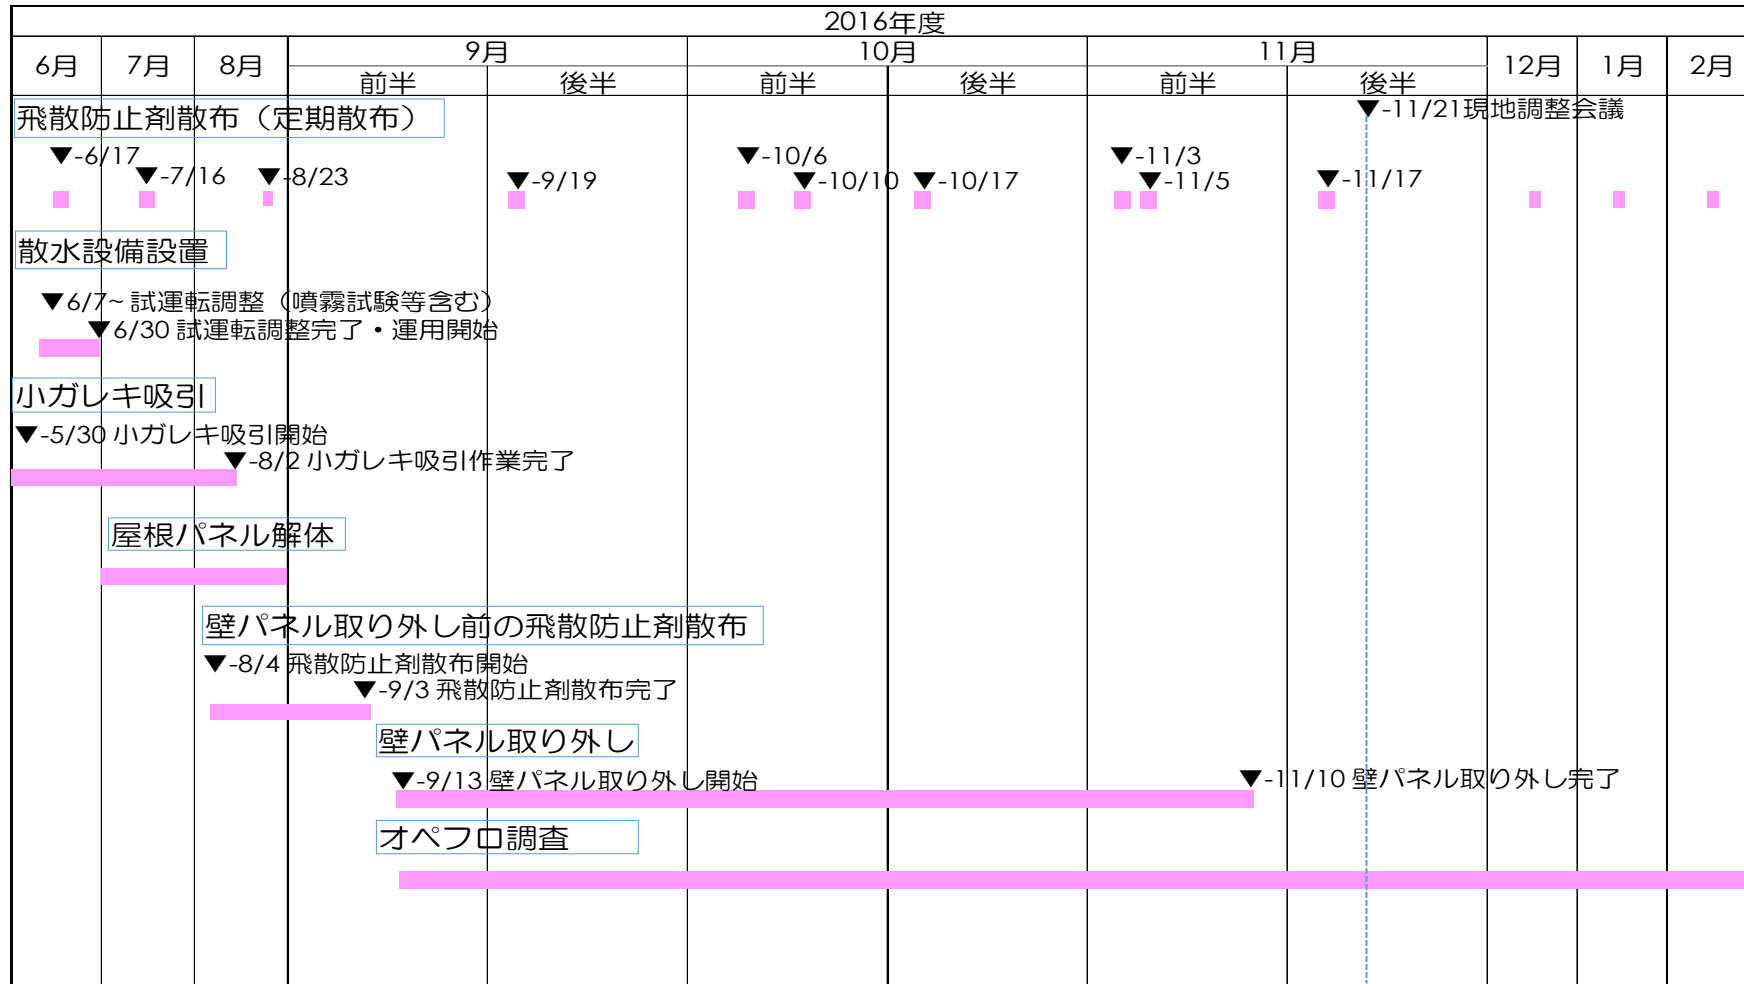 2016年度
6月 7月 8月 9月 10月 11月 12月 1月 2月
前半 後半 前半 後半 前半 後半
▼-11/21現地調整会議
飛散防止剤散布（定期散布）
▼-6/17 ▼-10/6 ▼-11/3
▼-7/16 ▼-8/23 ▼-9/19 ▼-10/10 ▼-10/17 ▼-11/5 ▼-11/17
散水設備設置
▼6/7~ 試運転調整（噴霧試験等含む）
▼6/30 試運転調整完了・運用開始
小ガレキ吸引
▼-5/30 小ガレキ吸引開始
▼-8/2 小ガレキ吸引作業完了
屋根パネル解体
壁パネル取り外し前の飛散防止剤散布
▼-8/4 飛散防止剤散布開始
▼-9/3 飛散防止剤散布完了
壁パネル取り外し
▼-9/13 壁パネル取り外し開始 ▼-11/10 壁パネル取り外し完了
オペフロ調査